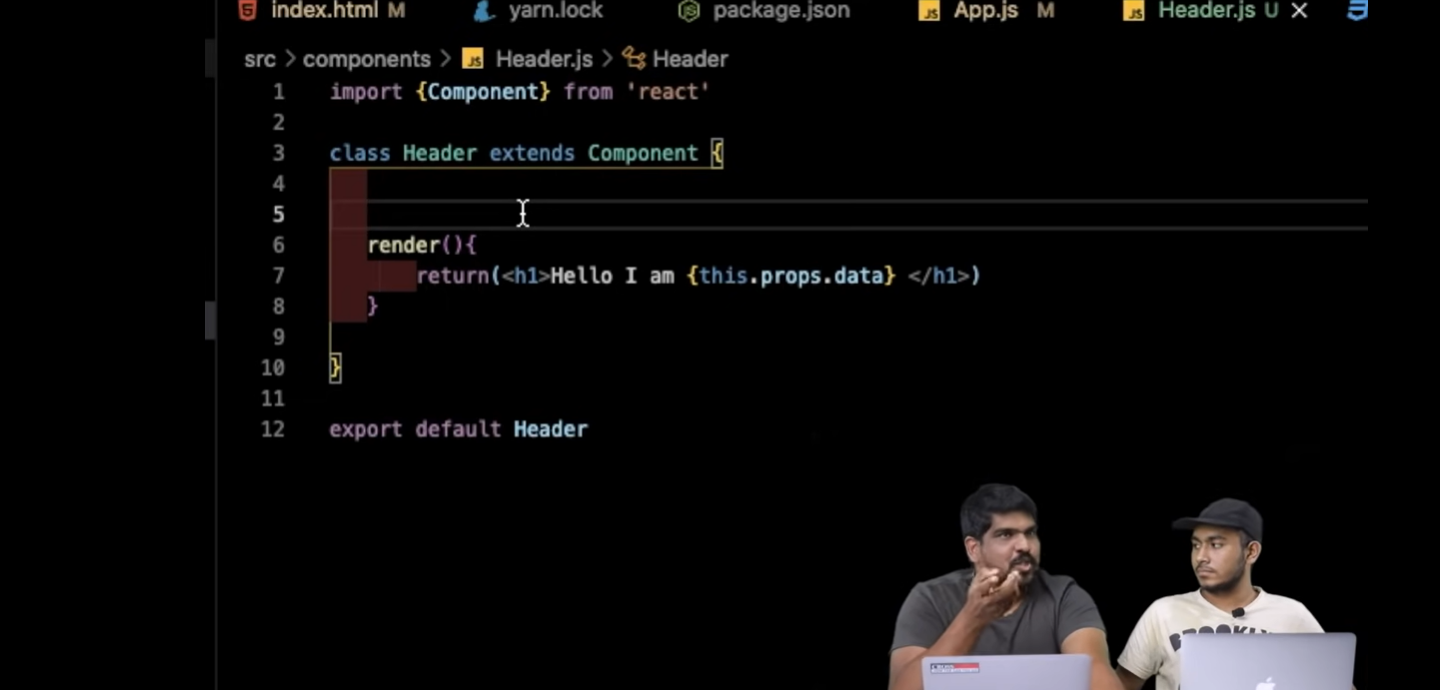 index.html M yarn.lock package.json App.js M Header.js U
src > components > Header.js > Header
1 import {Component} from 'react'
2
3 class Header extends Component {
4
5
6 render(){
7 return(<h1>Hello I am {this.props.data} </h1>)
8 }
9
10 }
11
12 export default Header